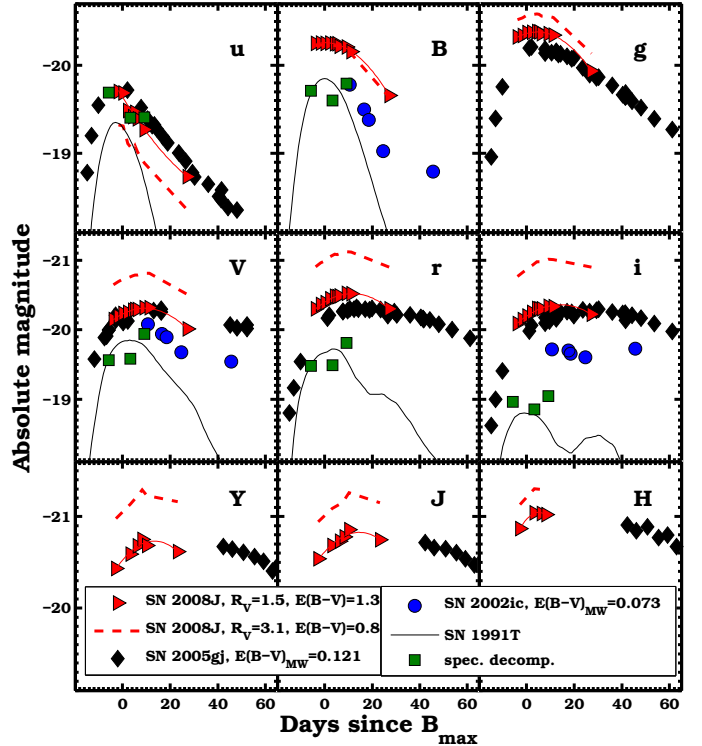 u
B
g
−20
−19
V
r
i
−21
−20
−19
Absolute magnitude
Y
J
H
−21
−20
SN 2008J, R_V=1.5, E(B−V)=1.3
SN 2008J, R_V=3.1, E(B−V)=0.8
SN 2005gj, E(B−V)_MW=0.121
SN 2002ic, E(B−V)_MW=0.073
SN 1991T
spec. decomp.
0 20 40 60 0 20 40 60 0 20 40 60
Days since B_max